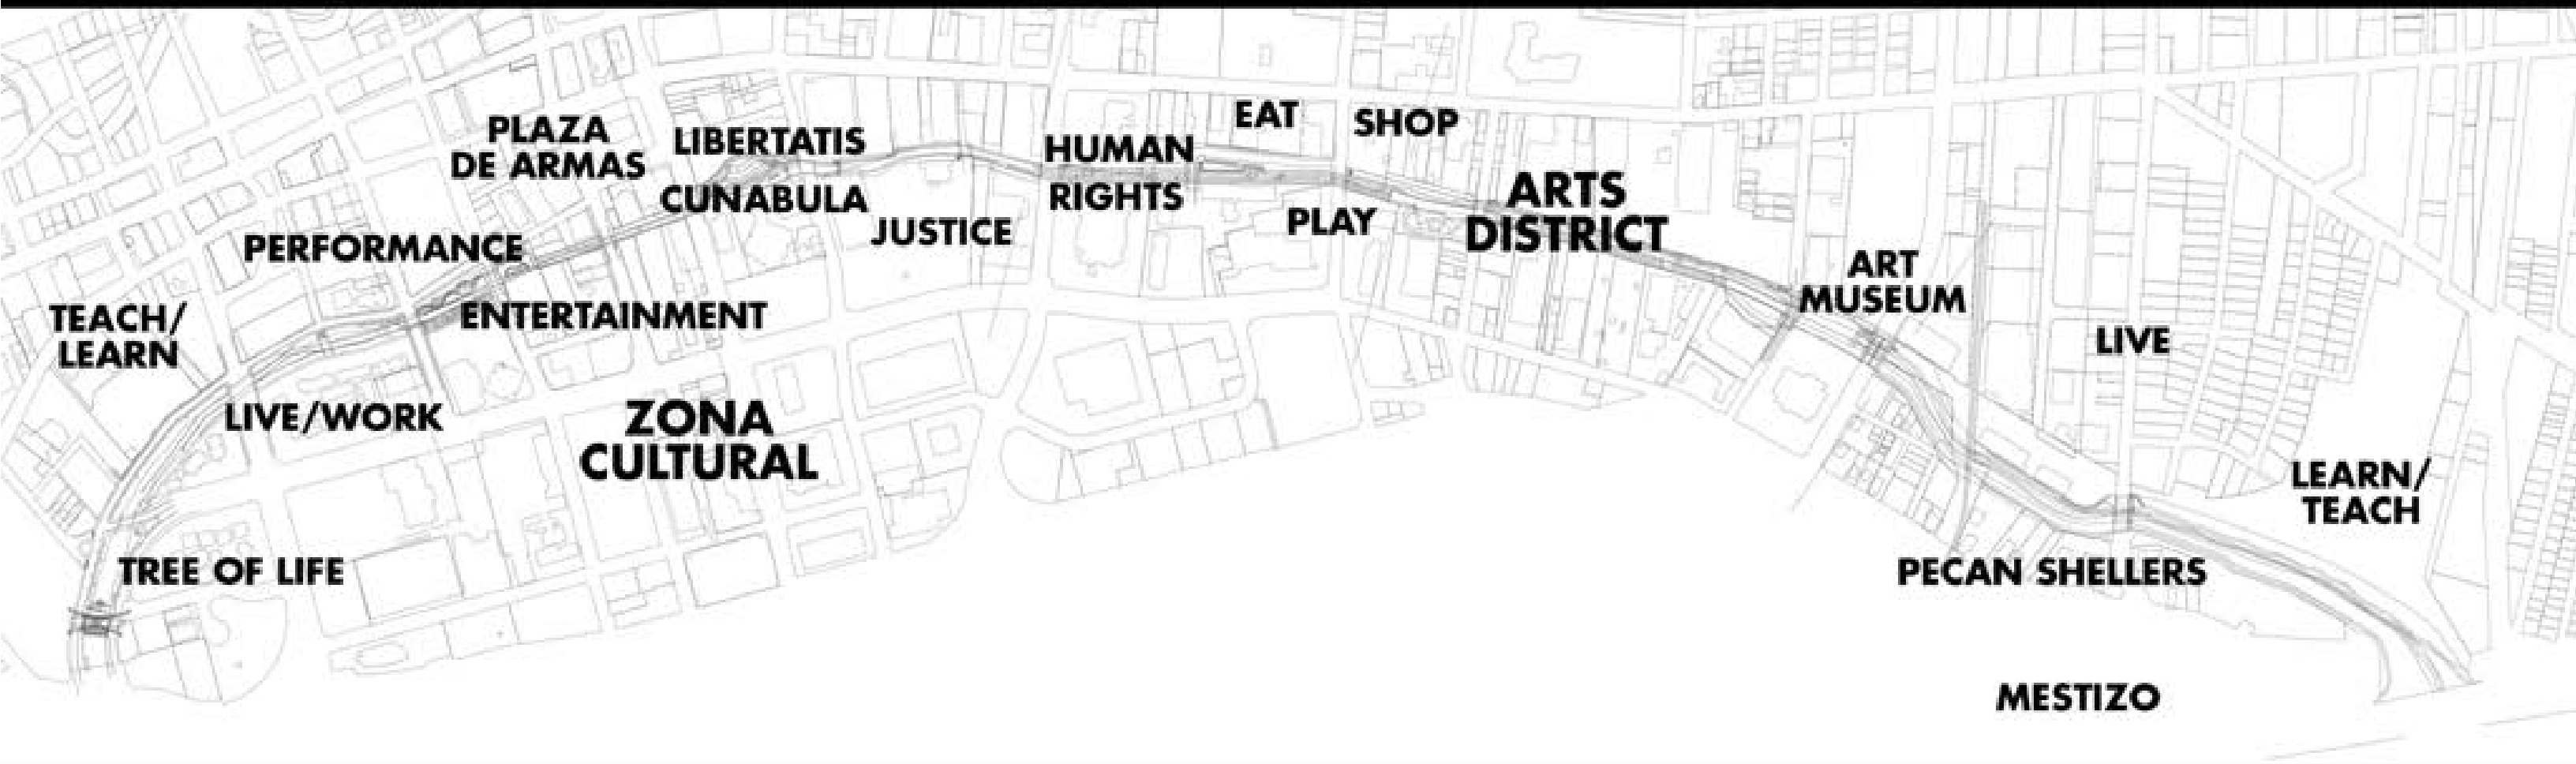 PLAZA
DE ARMAS
LIBERTATIS
CUNABULA
JUSTICE
HUMAN
RIGHTS
EAT
SHOP
PLAY
ARTS
DISTRICT
PERFORMANCE
ENTERTAINMENT
TEACH/
LEARN
LIVE/WORK
ZONA
CULTURAL
TREE OF LIFE
ART
MUSEUM
LIVE
LEARN/
TEACH
PECAN SHELLERS
MESTIZO